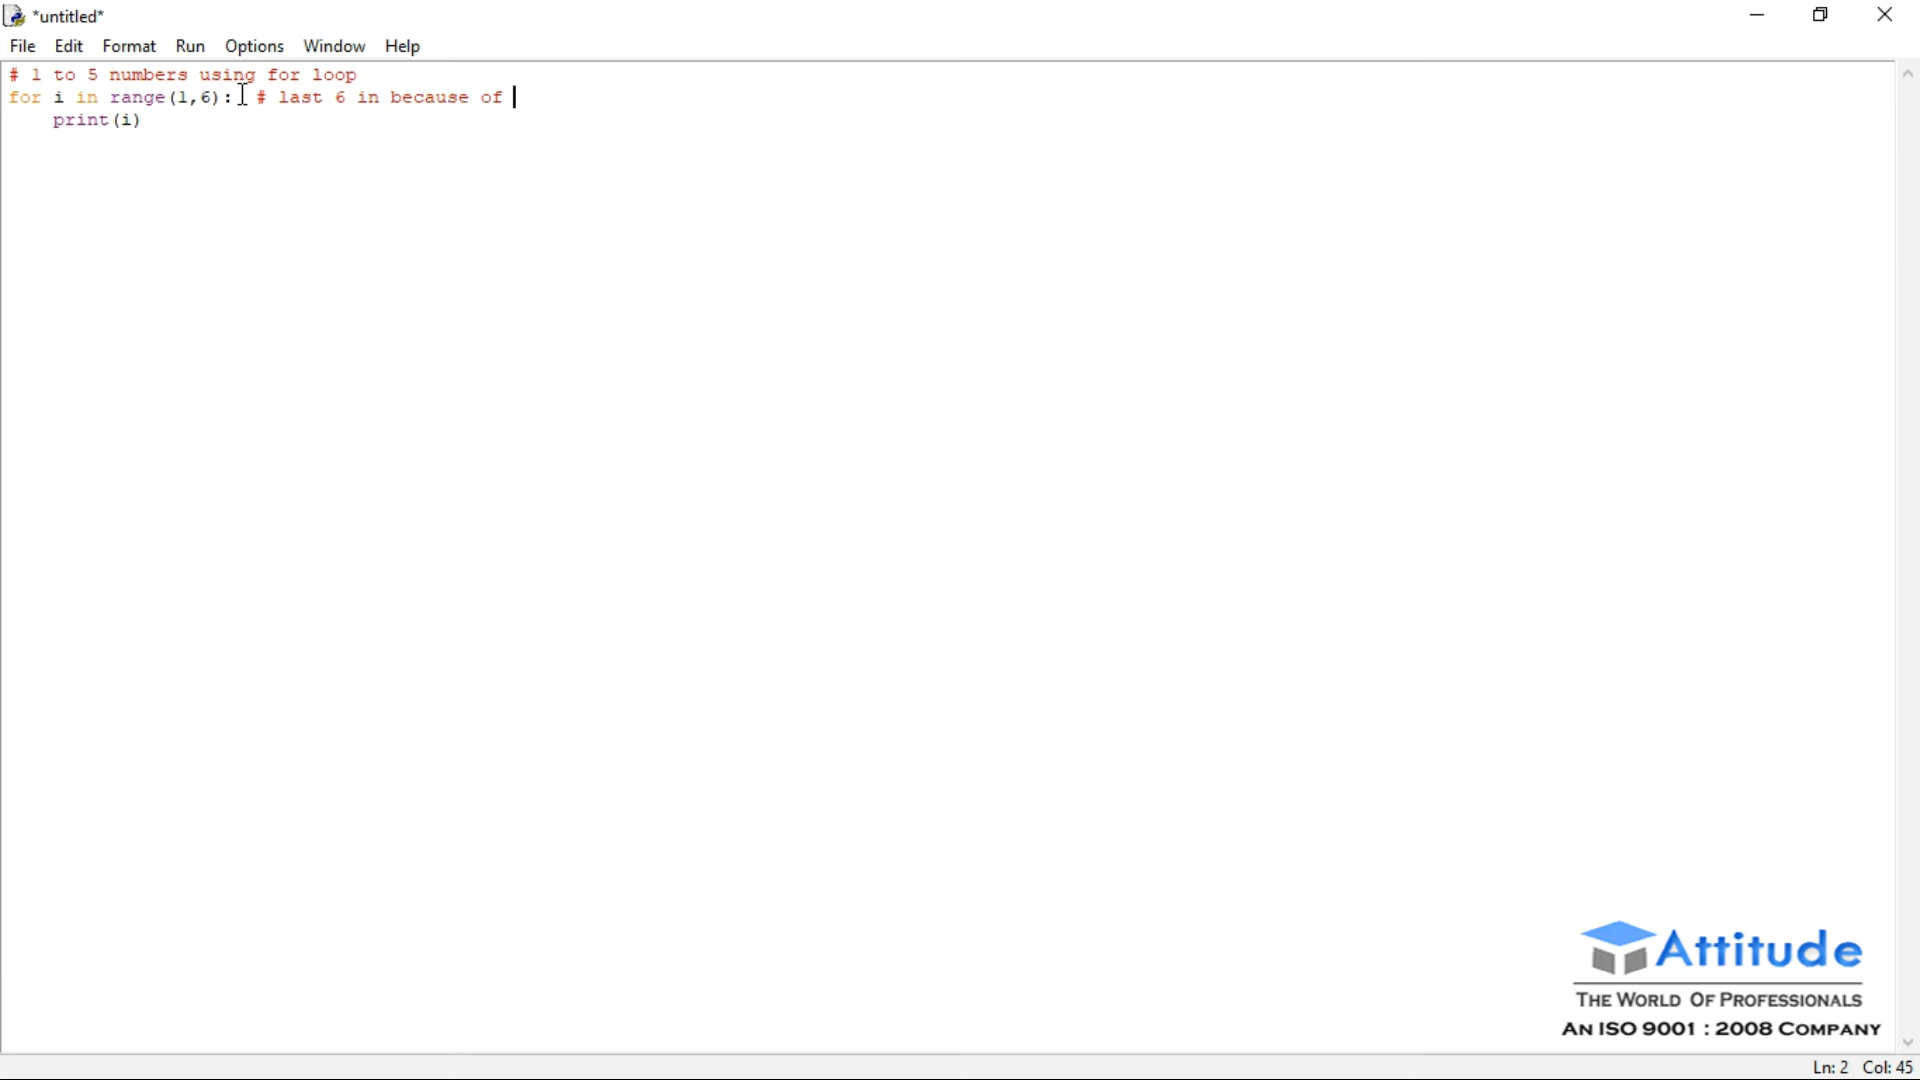 *untitled*
File Edit Format Run Options Window Help
# 1 to 5 numbers using for loop
for i in range(1,6): # last 6 in because of
    print(i)
Attitude
THE WORLD OF PROFESSIONALS
AN ISO 9001 : 2008 COMPANY
Ln: 2 Col: 45